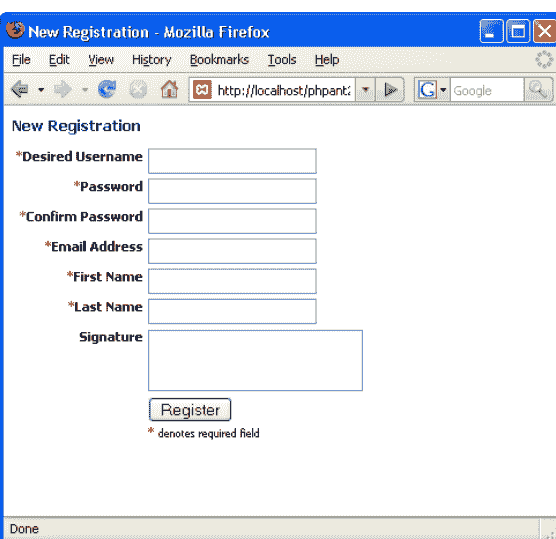 New Registration - Mozilla Firefox
File Edit View History Bookmarks Tools Help
http://localhost/phpant2 G Google
New Registration
*Desired Username
*Password
*Confirm Password
*Email Address
*First Name
*Last Name
Signature
Register
* denotes required field
Done